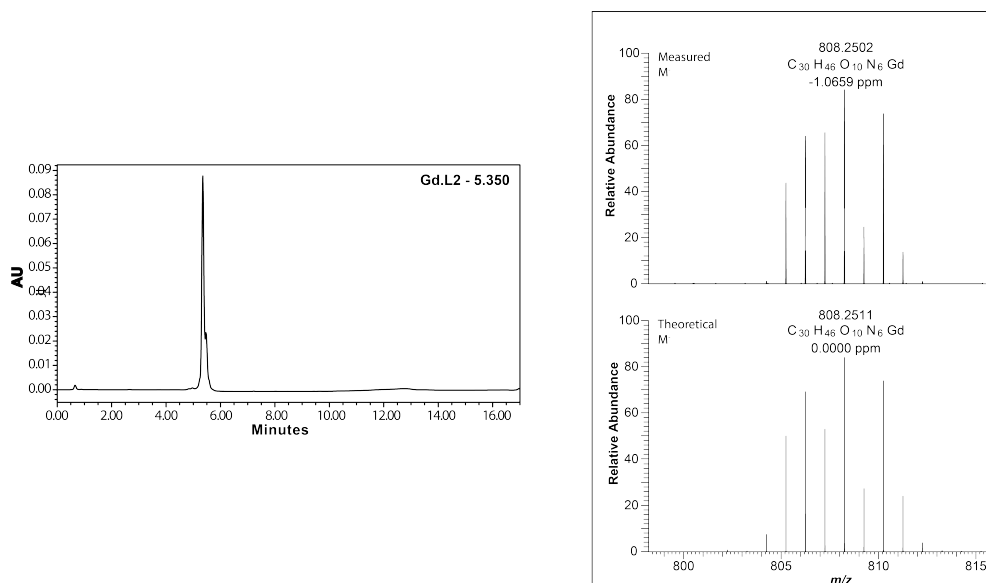 Gd.L2 - 5.350
AU
0.09
0.08
0.07
0.06
0.05
0.04
0.03
0.02
0.01
0.00
0.00 2.00 4.00 6.00 8.00 10.00 12.00 14.00 16.00
Minutes
Measured
M
808.2502
C30 H46 O10 N6 Gd
-1.0659 ppm
Relative Abundance
100
80
60
40
20
0
Theoretical
M
808.2511
C30 H46 O10 N6 Gd
0.0000 ppm
Relative Abundance
100
80
60
40
20
0
800 805 810 815
m/z